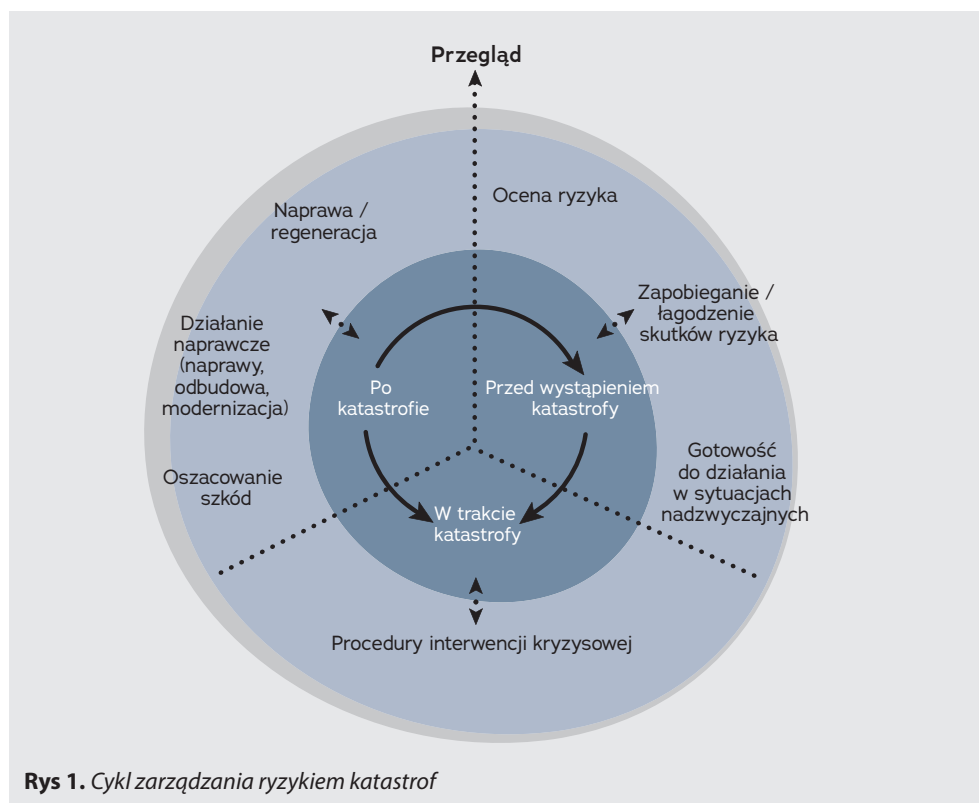 Przegląd
Ocena ryzyka
Naprawa /
regeneracja
Zapobieganie /
łagodzenie
skutków ryzyka
Działanie
naprawcze
(naprawy,
odbudowa,
modernizacja)
Po
katastrofie
Przed wystąpieniem
katastrofy
Gotowość
do działania
w sytuacjach
nadzwyczajnych
Oszacowanie
szkód
W trakcie
katastrofy
Procedury interwencji kryzysowej
Rys 1. Cykl zarządzania ryzykiem katastrof